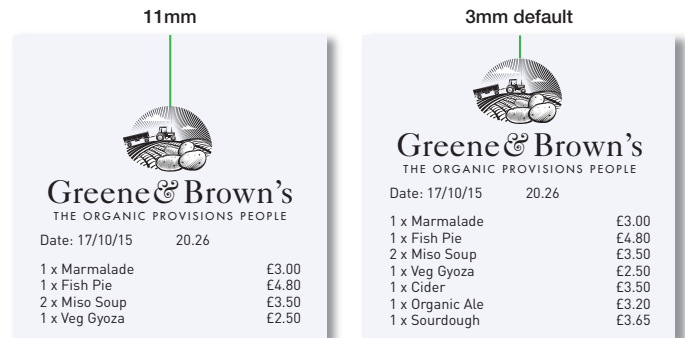 11mm
Greene & Brown's
THE ORGANIC PROVISIONS PEOPLE
Date: 17/10/15 20.26
1 x Marmalade £3.00
1 x Fish Pie £4.80
2 x Miso Soup £3.50
1 x Veg Gyoza £2.50
3mm default
Greene & Brown's
THE ORGANIC PROVISIONS PEOPLE
Date: 17/10/15 20.26
1 x Marmalade £3.00
1 x Fish Pie £4.80
2 x Miso Soup £3.50
1 x Veg Gyoza £2.50
1 x Cider £3.50
1 x Organic Ale £3.20
1 x Sourdough £3.65